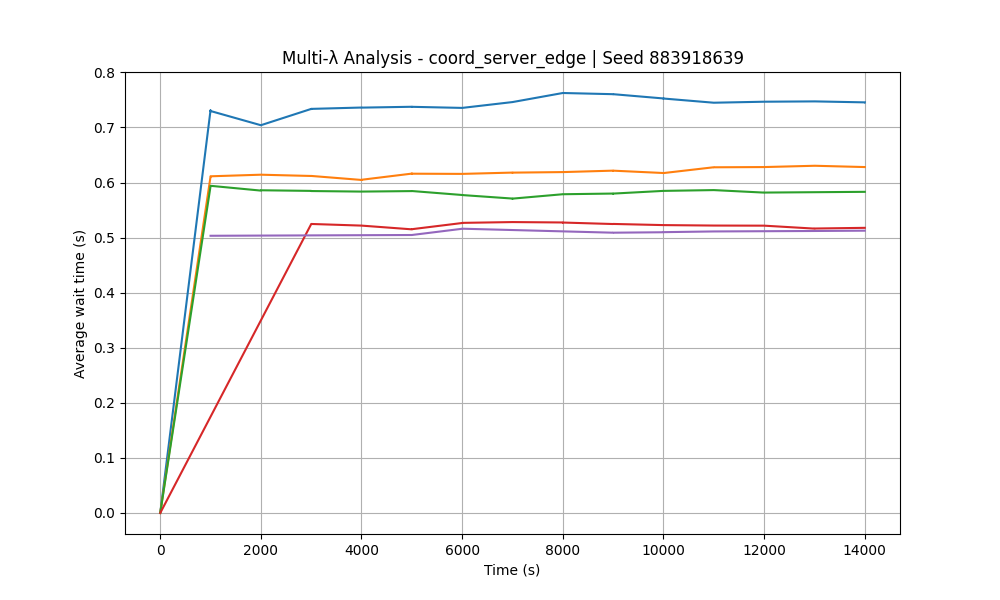 Multi-λ Analysis - coord_server_edge | Seed 883918639
0.8
0.7
0.6
0.5
0.4
0.3
0.2
0.1
0.0
Average wait time (s)
0 2000 4000 6000 8000 10000 12000 14000
Time (s)